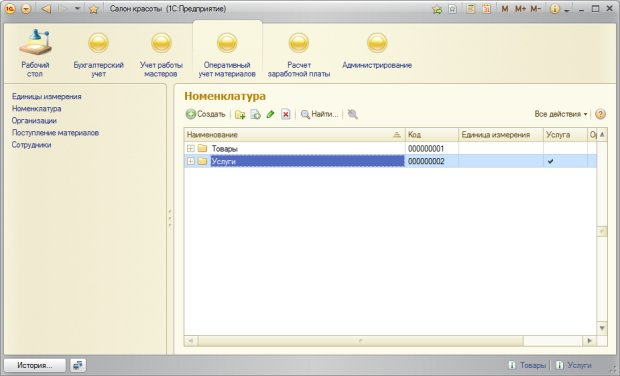 Салон красоты (1С:Предприятие)
M M+ M-
Рабочий
стол
Бухгалтерский
учет
Учет работы
мастеров
Оперативный
учет материалов
Расчет
заработной платы
Администрирование
Единицы измерения
Номенклатура
Организации
Поступление материалов
Сотрудники
Номенклатура
Создать
Найти...
Все действия
Наименование Код Единица измерения Услуга Ор
Товары 000000001
Услуги 000000002
История...
Товары
Услуги